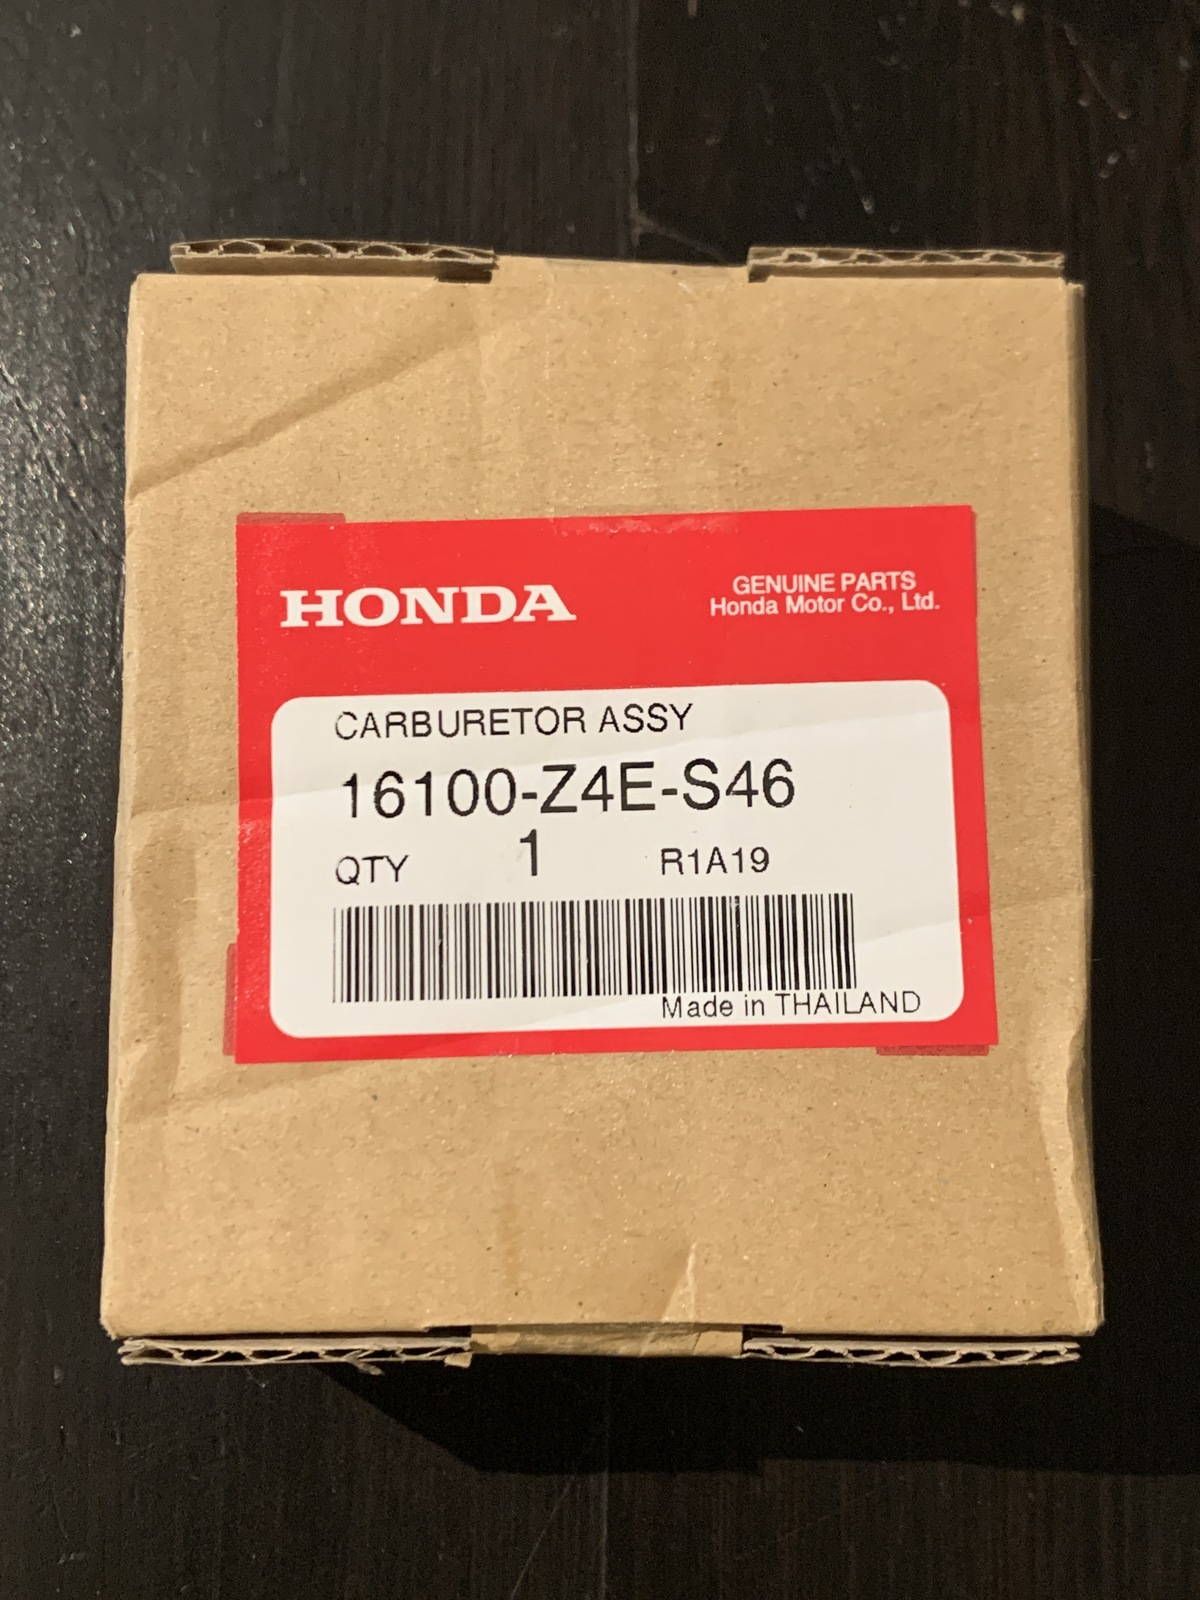 HONDA
GENUINE PARTS
Honda Motor Co., Ltd.
CARBURETOR ASSY
16100-Z4E-S46
QTY 1 R1A19
Made in THAILAND